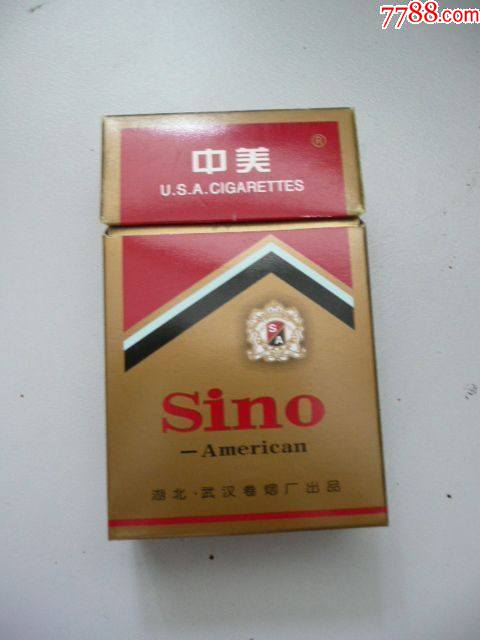 7788.com
中美®
U.S.A. CIGARETTES
S
A
Sino
—American
湖北·武汉卷烟厂出品